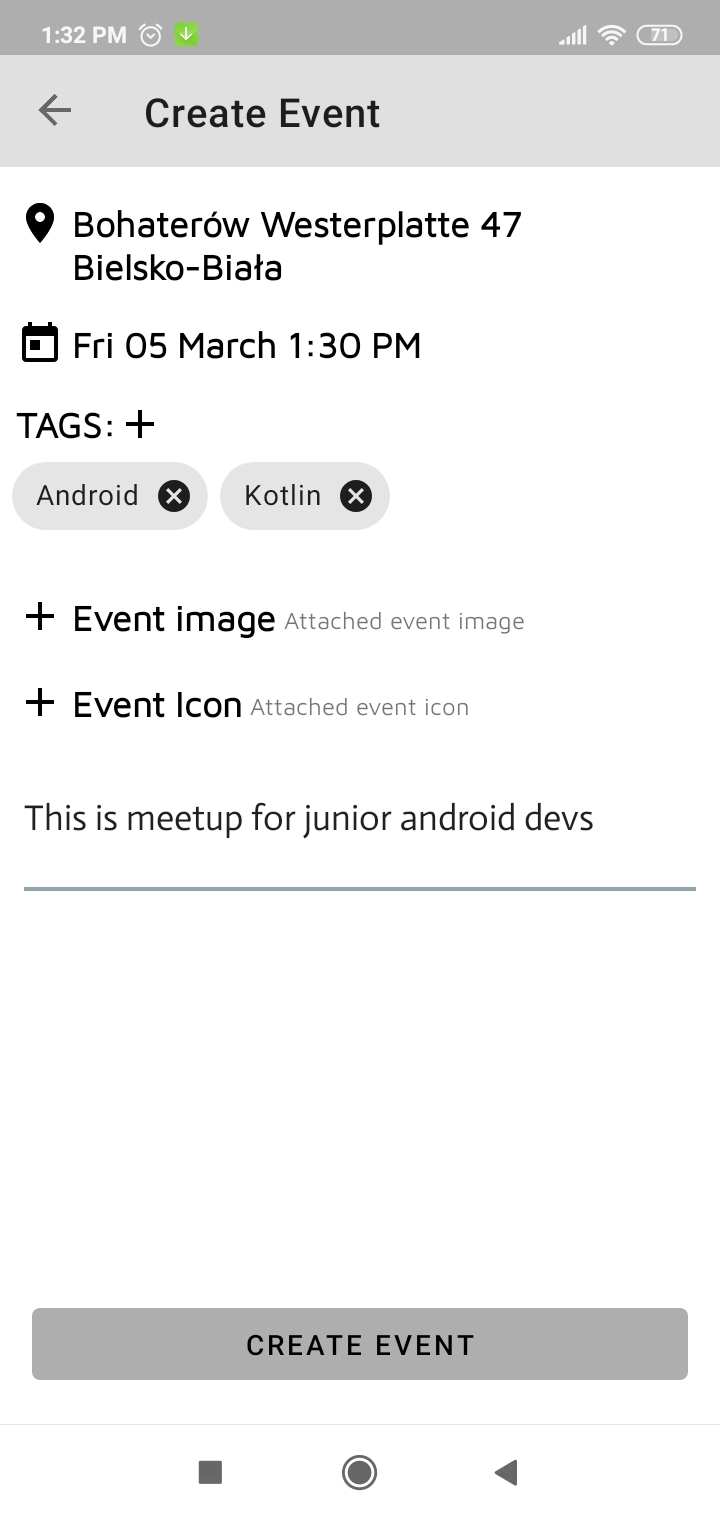 1:32 PM
71
Create Event
Bohaterów Westerplatte 47
Bielsko-Biała
Fri 05 March 1:30 PM
TAGS:
Android
Kotlin
Event image Attached event image
Event Icon Attached event icon
This is meetup for junior android devs
CREATE EVENT